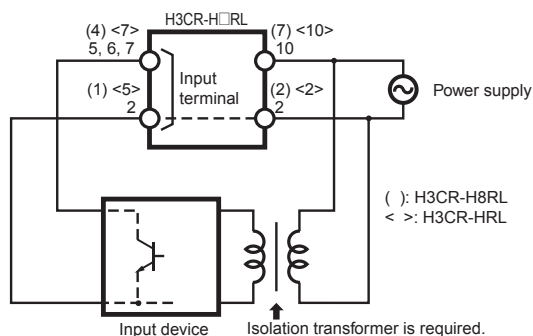 H3CR-H□RL
(4) <7>
5, 6, 7
(7) <10>
10
Input
terminal
(1) <5>
2
(2) <2>
2
Power supply
( ): H3CR-H8RL
< >: H3CR-HRL
Input device
Isolation transformer is required.